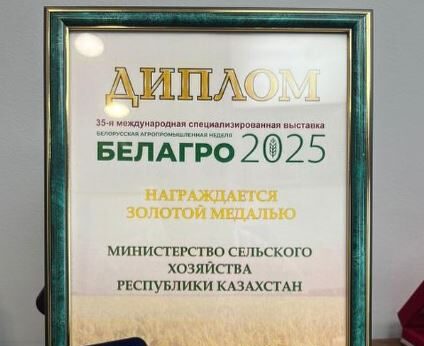 ДИПЛОМ
35-я международная специализированная выставка
БЕЛОРУССКАЯ АГРОПРОМЫШЛЕННАЯ НЕДЕЛЯ
БЕЛАГРО 2025
НАГРАЖДАЕТСЯ
ЗОЛОТОЙ МЕДАЛЬЮ
МИНИСТЕРСТВО СЕЛЬСКОГО
ХОЗЯЙСТВА
РЕСПУБЛИКИ КАЗАХСТАН